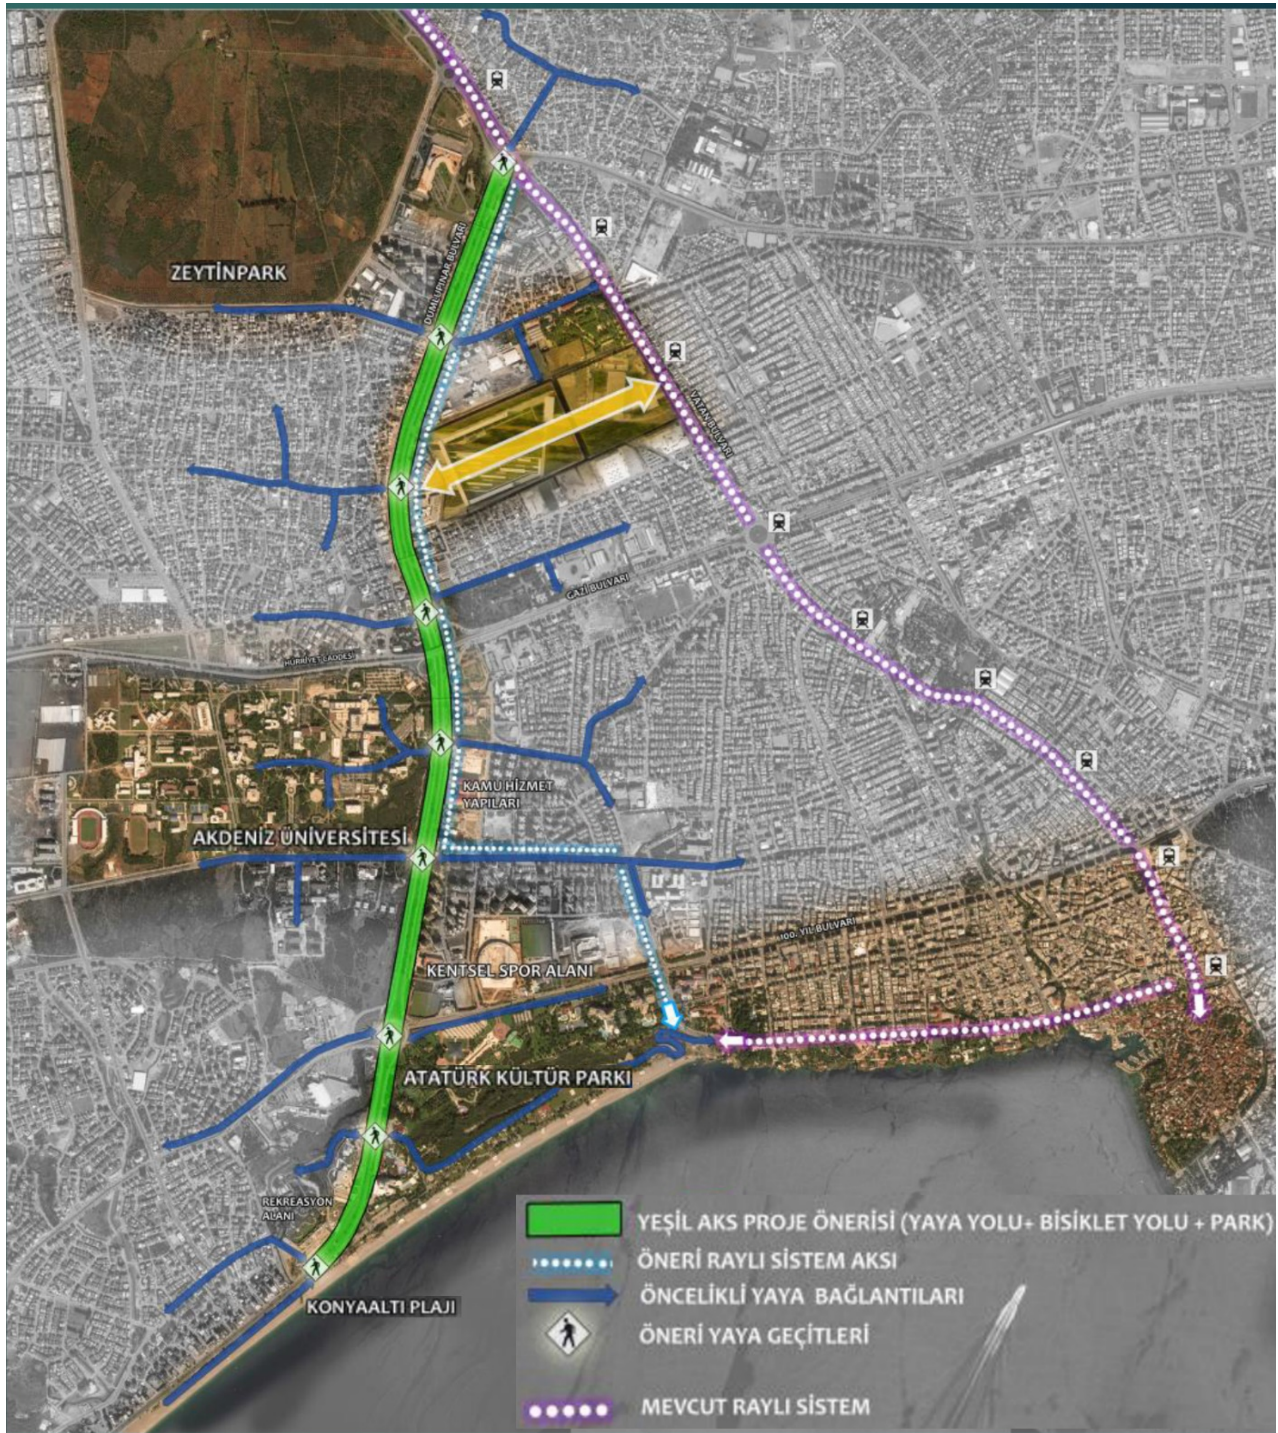 ZEYTİNPARK
DUMLUPINAR BULVARI
VATAN BULVARI
GAZİ BULVARI
HÜRRİYET CADDESİ
KAMU HİZMET
YAPILARI
AKDENİZ ÜNİVERSİTESİ
100. YIL BULVARI
KENTSEL SPOR ALANI
ATATÜRK KÜLTÜR PARKI
REKREASYON
ALANI
KONYAALTI PLAJI
YEŞİL AKS PROJE ÖNERİSİ (YAYA YOLU+ BİSİKLET YOLU + PARK)
ÖNERİ RAYLI SİSTEM AKSI
ÖNCELİKLİ YAYA BAĞLANTILARI
ÖNERİ YAYA GEÇİTLERİ
MEVCUT RAYLI SİSTEM